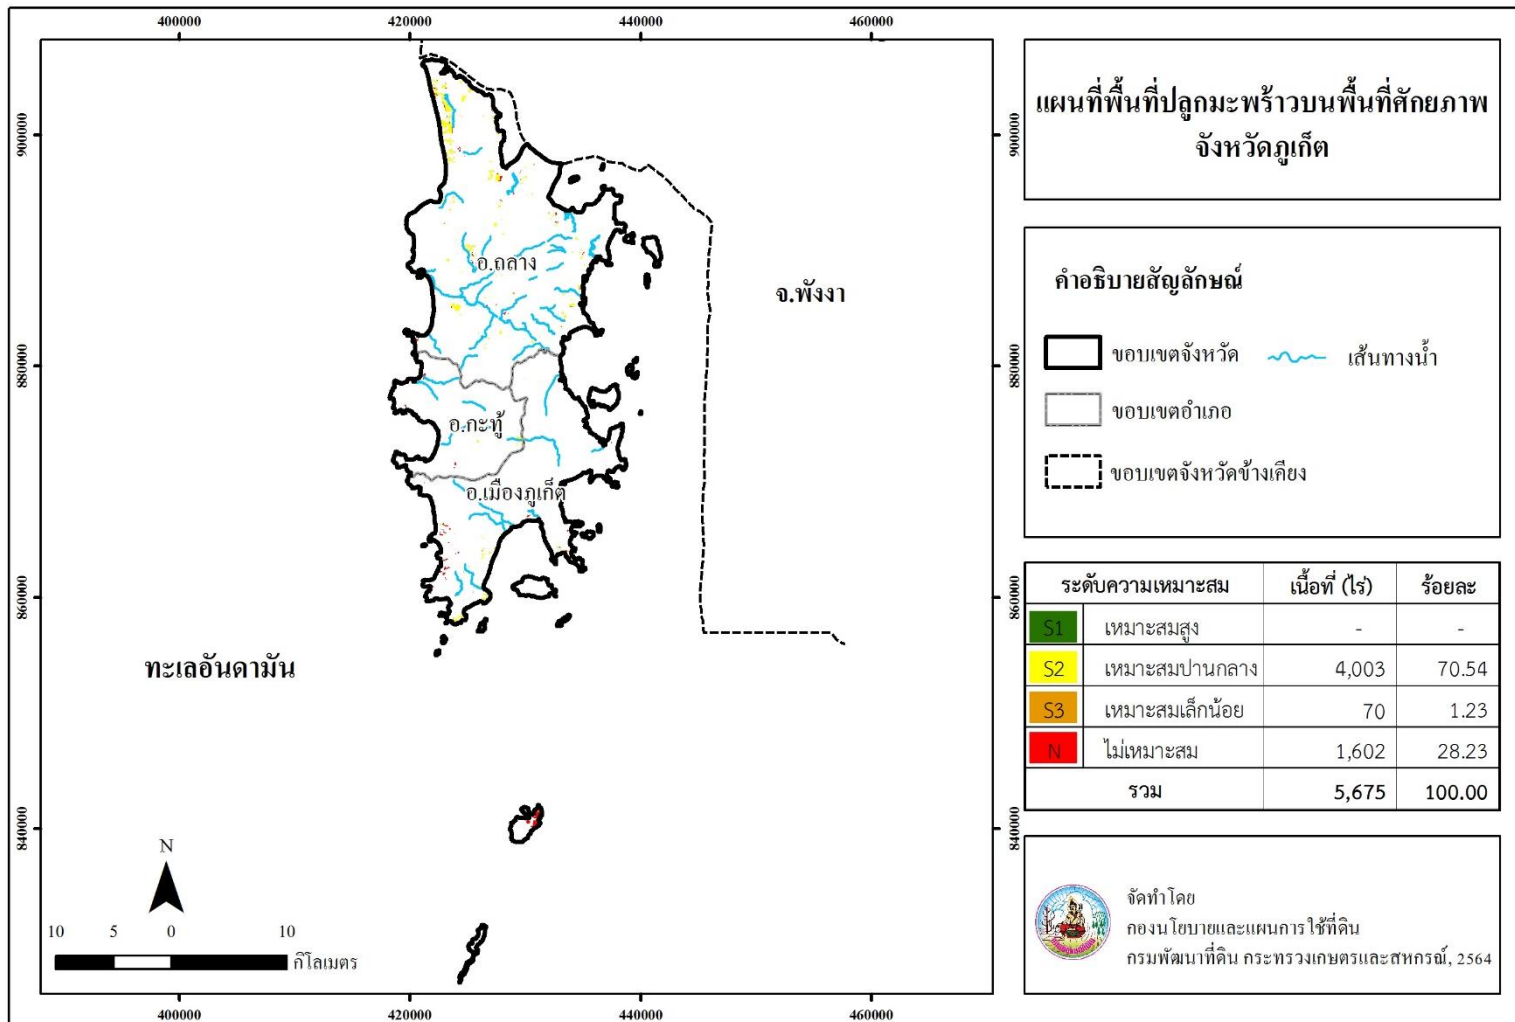 400000
420000
440000
460000
900000
880000
860000
840000
900000
880000
860000
840000
อ.ถลาง
จ.พังงา
อ.กะทู้
อ.เมืองภูเก็ต
ทะเลอันดามัน
N
10 5 0 10
กิโลเมตร
400000
420000
440000
460000
แผนที่พื้นที่ปลูกมะพร้าวบนพื้นที่ศักยภาพ
จังหวัดภูเก็ต
คำอธิบายสัญลักษณ์
ขอบเขตจังหวัด เส้นทางน้ำ
ขอบเขตอำเภอ
ขอบเขตจังหวัดข้างเคียง
ระดับความเหมาะสม เนื้อที่ (ไร่) ร้อยละ
S1 เหมาะสมสูง - -
S2 เหมาะสมปานกลาง 4,003 70.54
S3 เหมาะสมเล็กน้อย 70 1.23
N ไม่เหมาะสม 1,602 28.23
รวม 5,675 100.00
จัดทำโดย
กองนโยบายและแผนการใช้ที่ดิน
กรมพัฒนาที่ดิน กระทรวงเกษตรและสหกรณ์, 2564